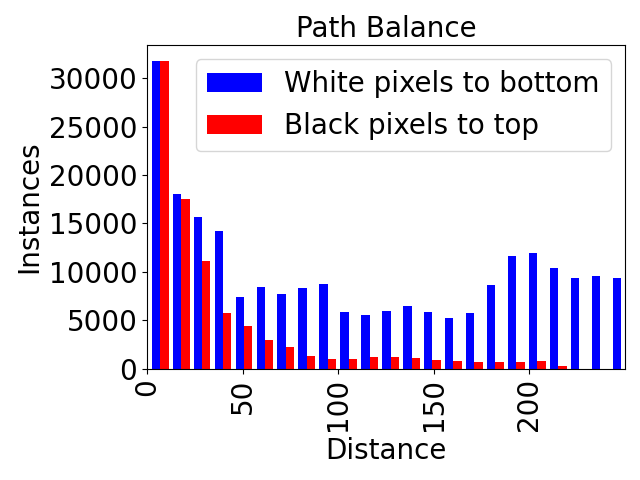 Path Balance
White pixels to bottom
Black pixels to top
Instances
30000
25000
20000
15000
10000
5000
0
0
50
100
150
200
Distance